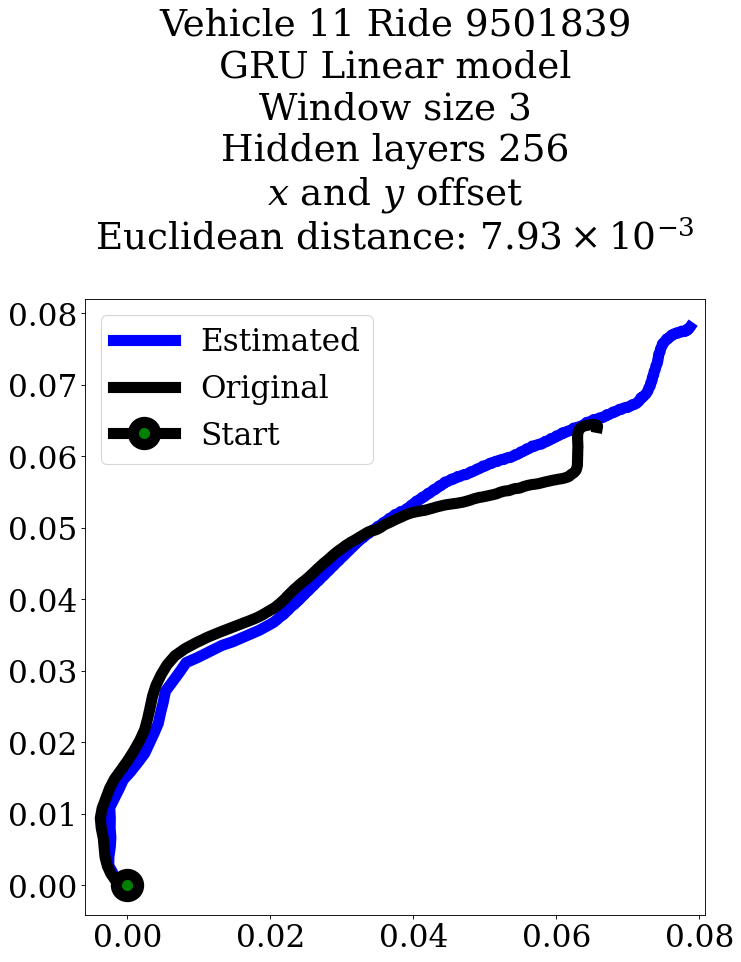 Vehicle 11 Ride 9501839
GRU Linear model
Window size 3
Hidden layers 256
x and y offset
Euclidean distance: 7.93 × 10⁻³
0.08
0.07
0.06
0.05
0.04
0.03
0.02
0.01
0.00
Estimated
Original
Start
0.00 0.02 0.04 0.06 0.08